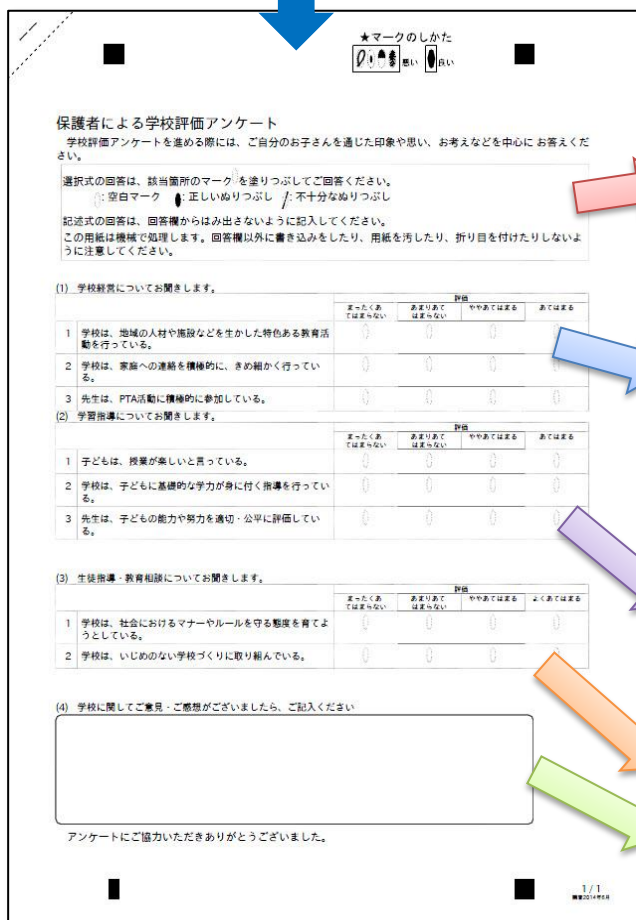 ★マークのしかた
悪い 良い
保護者による学校評価アンケート
学校評価アンケートを進める際には、ご自分のお子さんを通じた印象や思い、お考えなどを中心に お答えくだ
さい。
選択式の回答は、該当箇所のマーク を塗りつぶしてご回答ください。
: 空白マーク : 正しいぬりつぶし : 不十分なぬりつぶし
記述式の回答は、回答欄からはみ出さないように記入してください。
この用紙は機械で処理します。回答欄以外に書き込みをしたり、用紙を汚したり、折り目を付けたりしないよ
うに注意してください。
(1) 学校経営についてお聞きします。
評価
まったくあ
てはまらない
あまりあて
はまらない
ややあてはまる
あてはまる
1 学校は、地域の人材や施設などを生かした特色ある教育活
動を行っている。
2 学校は、家庭への連絡を積極的に、きめ細かく行ってい
る。
3 先生は、PTA活動に積極的に参加している。
(2) 学習指導についてお聞きします。
評価
まったくあ
てはまらない
あまりあて
はまらない
ややあてはまる
あてはまる
1 子どもは、授業が楽しいと言っている。
2 学校は、子どもに基礎的な学力が身に付く指導を行ってい
る。
3 先生は、子どもの能力や努力を適切・公平に評価してい
る。
(3) 生徒指導・教育相談についてお聞きします。
評価
まったくあ
てはまらない
あまりあて
はまらない
ややあてはまる
よくあてはまる
1 学校は、社会におけるマナーやルールを守る態度を育てよ
うとしている。
2 学校は、いじめのない学校づくりに取り組んでいる。
(4) 学校に関してご意見・ご感想がございましたら、ご記入ください
アンケートにご協力いただきありがとうございました。
1 / 1